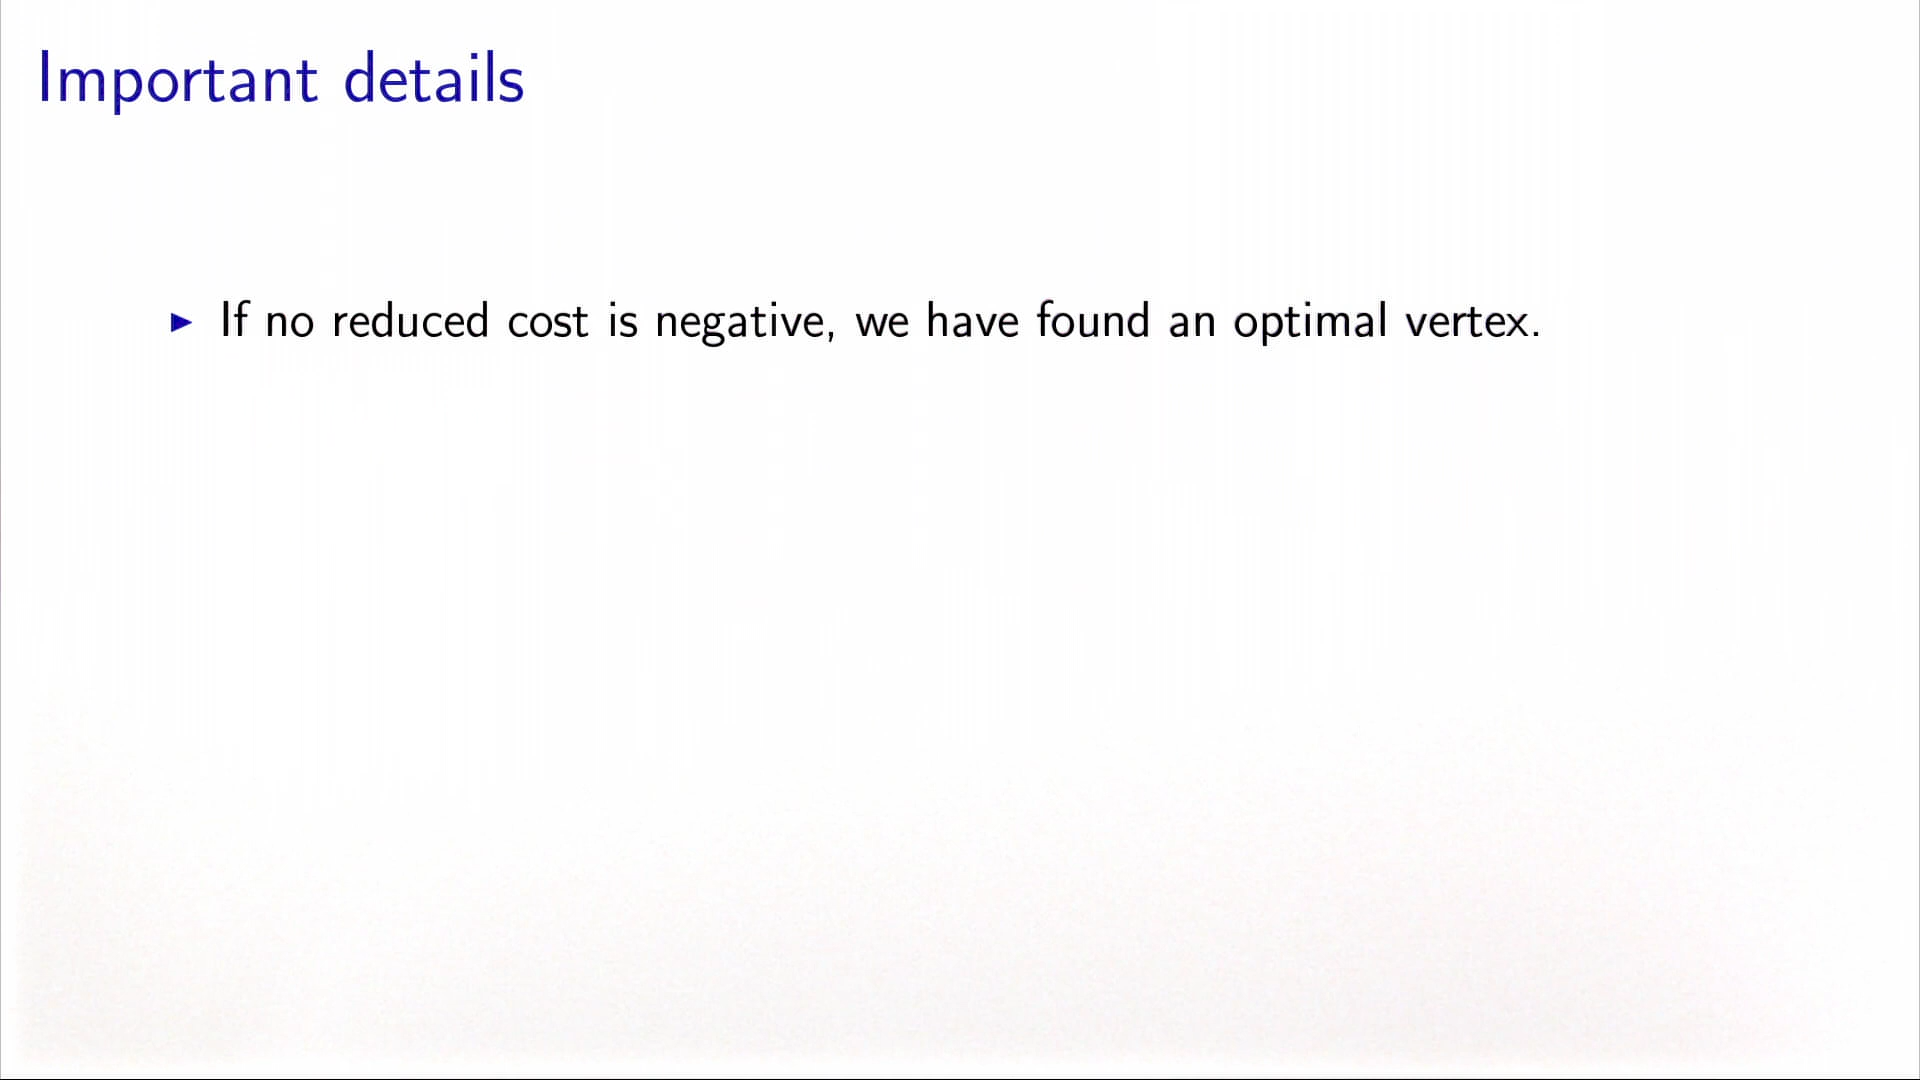 Important details
▶ If no reduced cost is negative, we have found an optimal vertex.